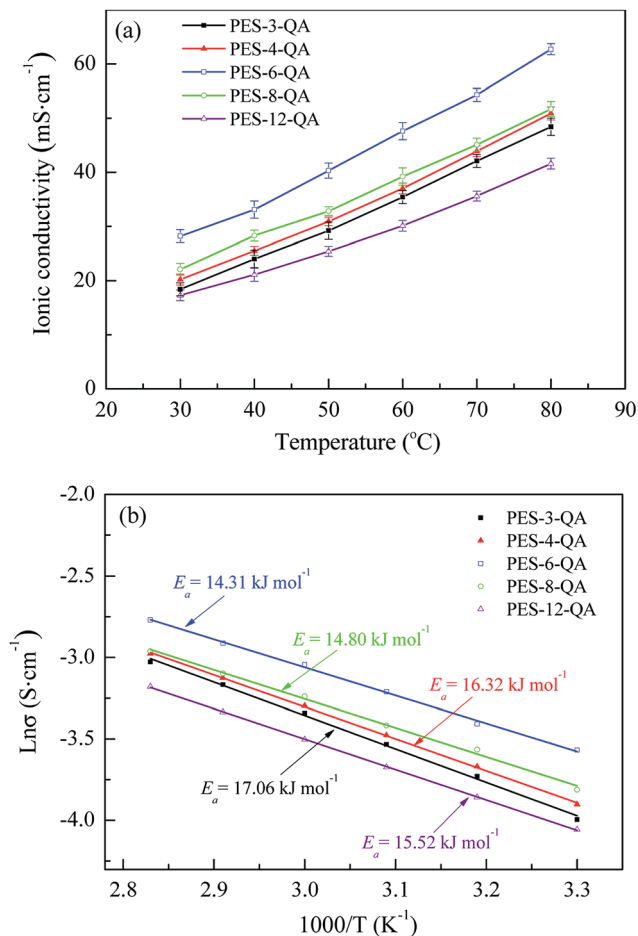 (a)
PES-3-QA
PES-4-QA
PES-6-QA
PES-8-QA
PES-12-QA
Ionic conductivity (mS·cm⁻¹)
60
40
20
0
20 30 40 50 60 70 80 90
Temperature (°C)
(b)
PES-3-QA
PES-4-QA
PES-6-QA
PES-8-QA
PES-12-QA
Eₐ = 14.31 kJ mol⁻¹
Eₐ = 14.80 kJ mol⁻¹
Eₐ = 16.32 kJ mol⁻¹
Eₐ = 17.06 kJ mol⁻¹
Eₐ = 15.52 kJ mol⁻¹
Lnσ (S·cm⁻¹)
-2.0
-2.5
-3.0
-3.5
-4.0
2.8 2.9 3.0 3.1 3.2 3.3
1000/T (K⁻¹)